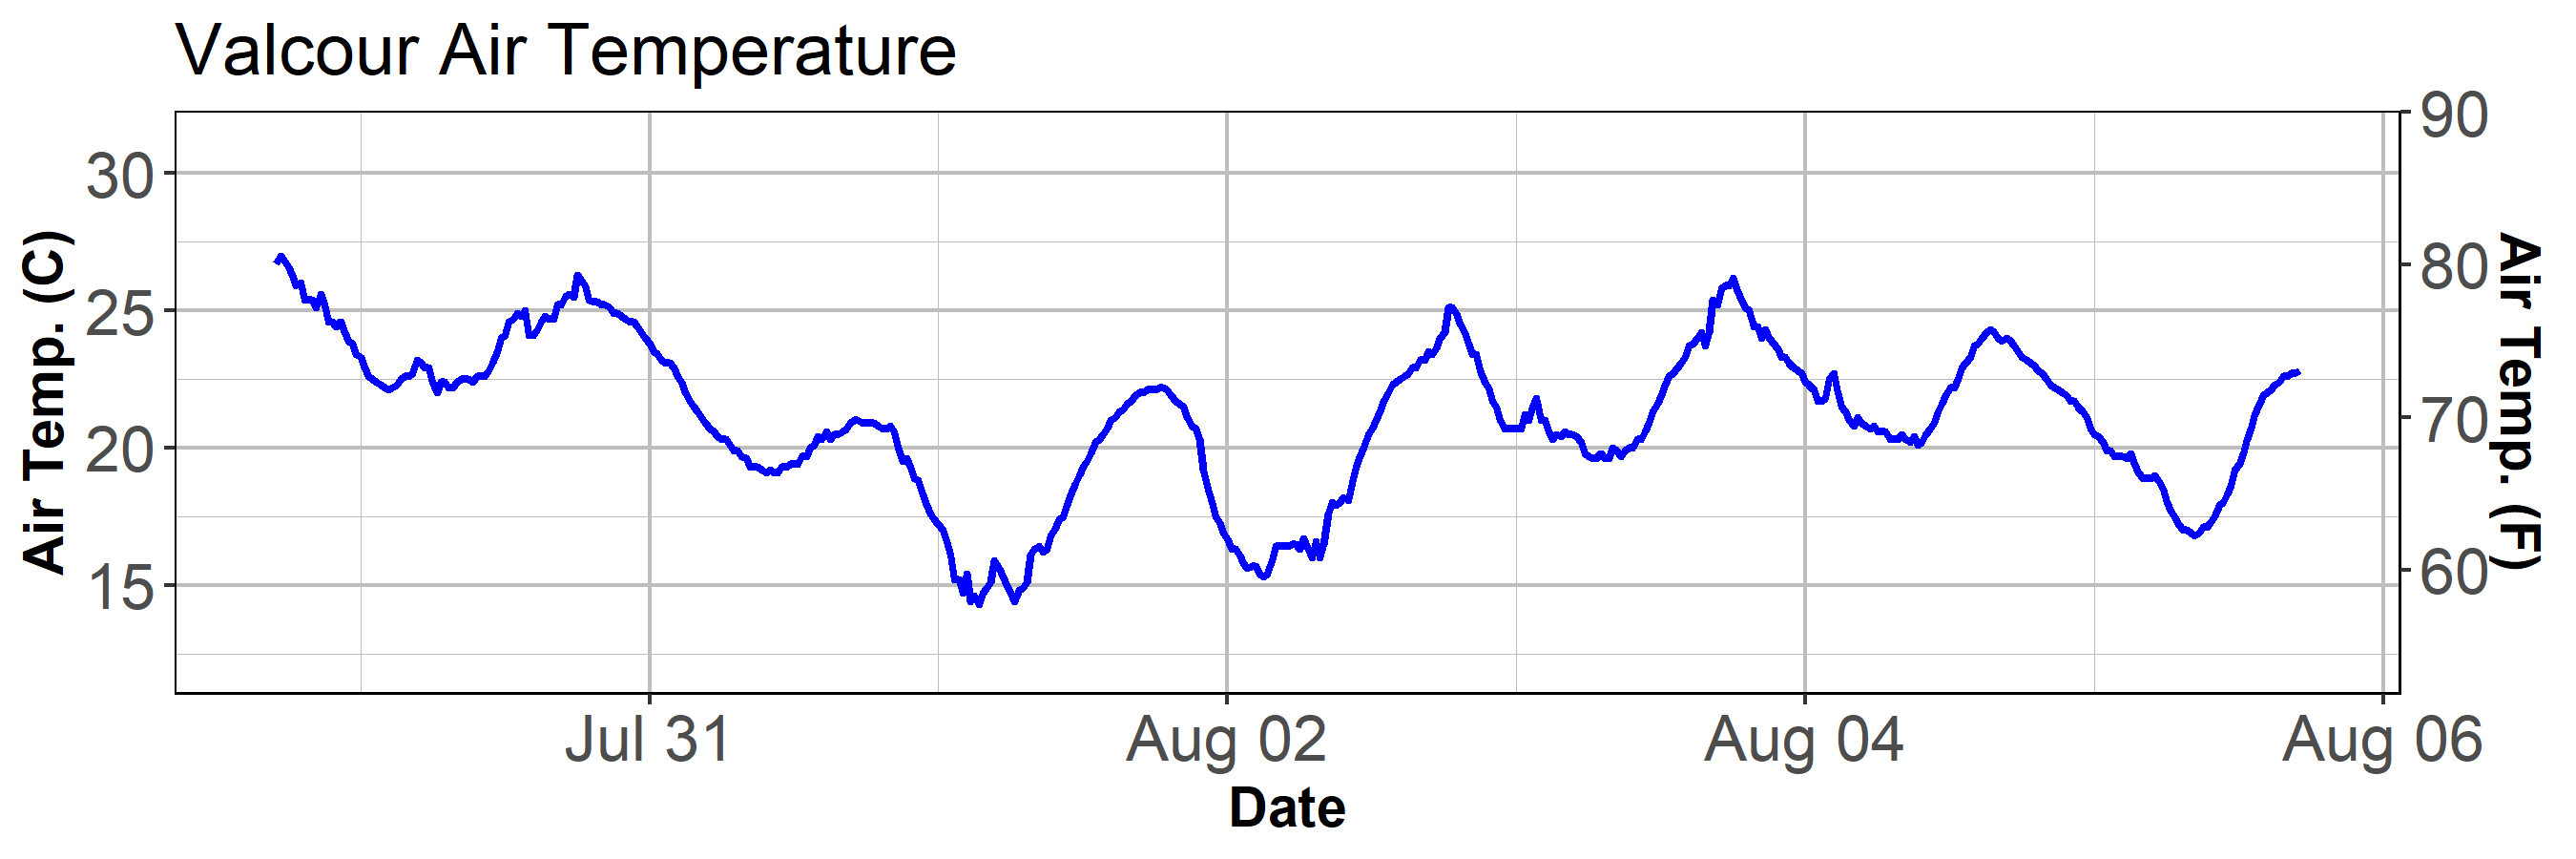 Valcour Air Temperature
Air Temp. (C)
30
25
20
15
90
80
70
60
Air Temp. (F)
Jul 31
Aug 02
Aug 04
Aug 06
Date